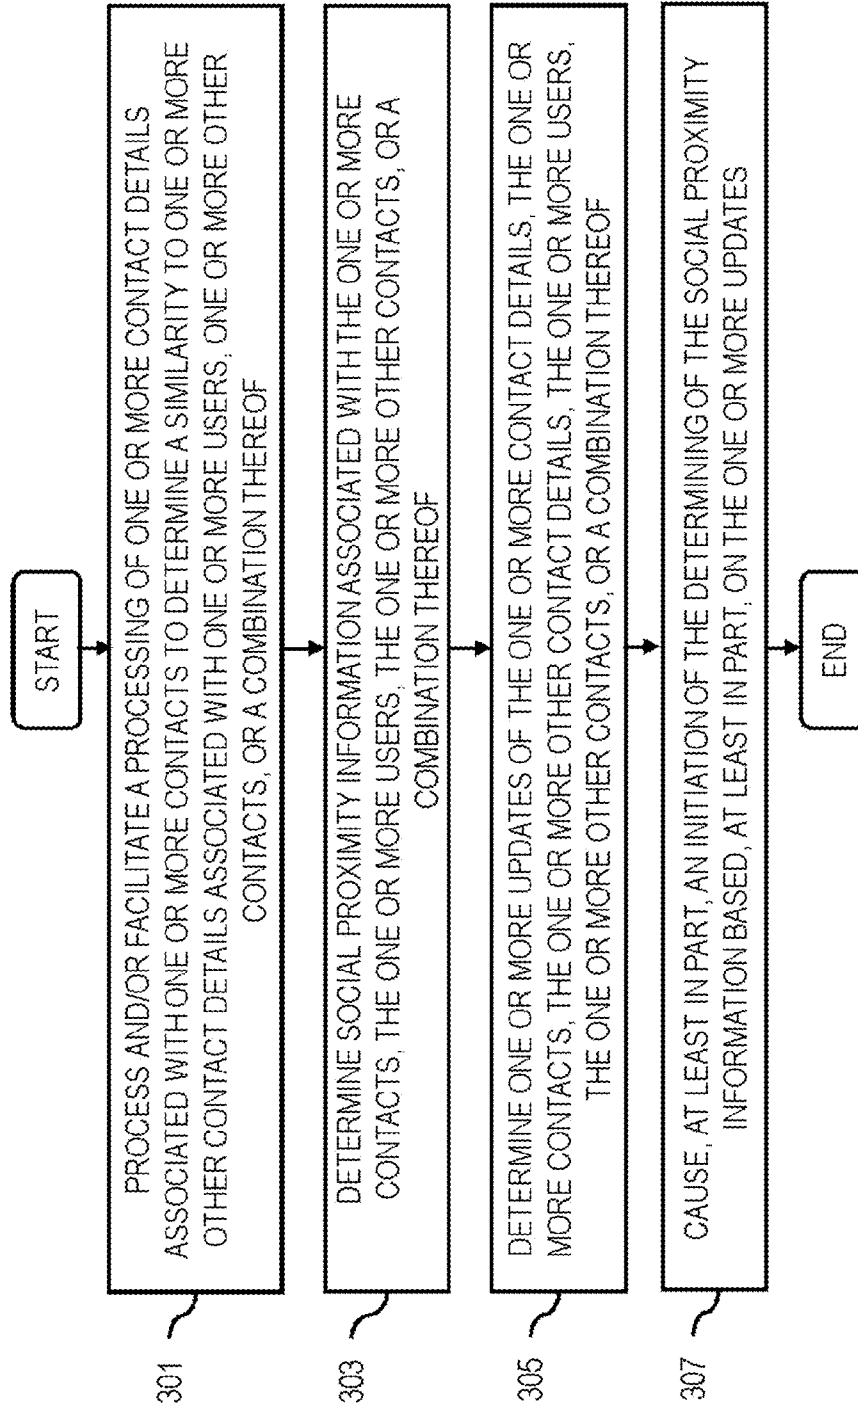 START
301
PROCESS AND/OR FACILITATE A PROCESSING OF ONE OR MORE CONTACT DETAILS
ASSOCIATED WITH ONE OR MORE CONTACTS TO DETERMINE A SIMILARITY TO ONE OR MORE
OTHER CONTACT DETAILS ASSOCIATED WITH ONE OR MORE USERS, ONE OR MORE OTHER
CONTACTS, OR A COMBINATION THEREOF
303
DETERMINE SOCIAL PROXIMITY INFORMATION ASSOCIATED WITH THE ONE OR MORE
CONTACTS, THE ONE OR MORE USERS, THE ONE OR MORE OTHER CONTACTS, OR A
COMBINATION THEREOF
305
DETERMINE ONE OR MORE UPDATES OF THE ONE OR MORE CONTACT DETAILS, THE ONE OR
MORE CONTACTS, THE ONE OR MORE OTHER CONTACT DETAILS, THE ONE OR MORE USERS,
THE ONE OR MORE OTHER CONTACTS, OR A COMBINATION THEREOF
307
CAUSE, AT LEAST IN PART, AN INITIATION OF THE DETERMINING OF THE SOCIAL PROXIMITY
INFORMATION BASED, AT LEAST IN PART, ON THE ONE OR MORE UPDATES
END